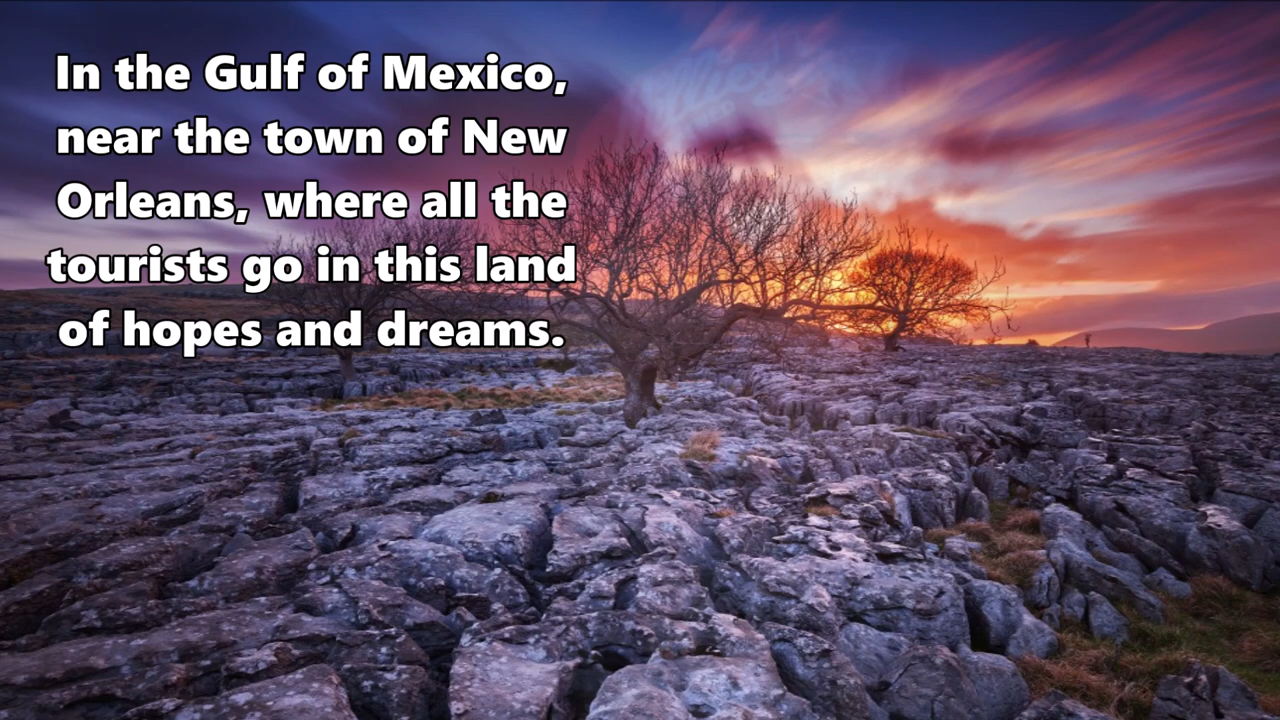 In the Gulf of Mexico,
near the town of New
Orleans, where all the
tourists go in this land
of hopes and dreams.